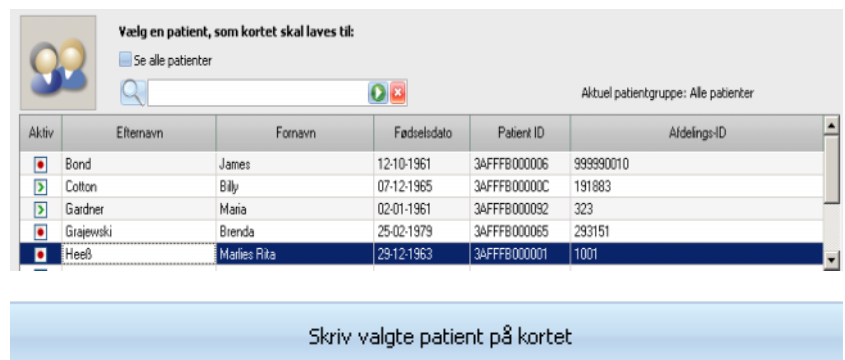 Vælg en patient, som kortet skal laves til:
Se alle patienter
Aktuel patientgruppe: Alle patienter
Aktiv Efternavn Fornavn Fødselsdato Patient ID Afdelings-ID
Bond James 12-10-1961 3AFFFB000006 999990010
Cotton Billy 07-12-1965 3AFFFB00000C 191883
Gardner Maria 02-01-1961 3AFFFB000092 323
Grajewski Brenda 25-02-1979 3AFFFB000065 293151
Heeß Marlies Rita 29-12-1963 3AFFFB000001 1001
Skriv valgte patient på kortet